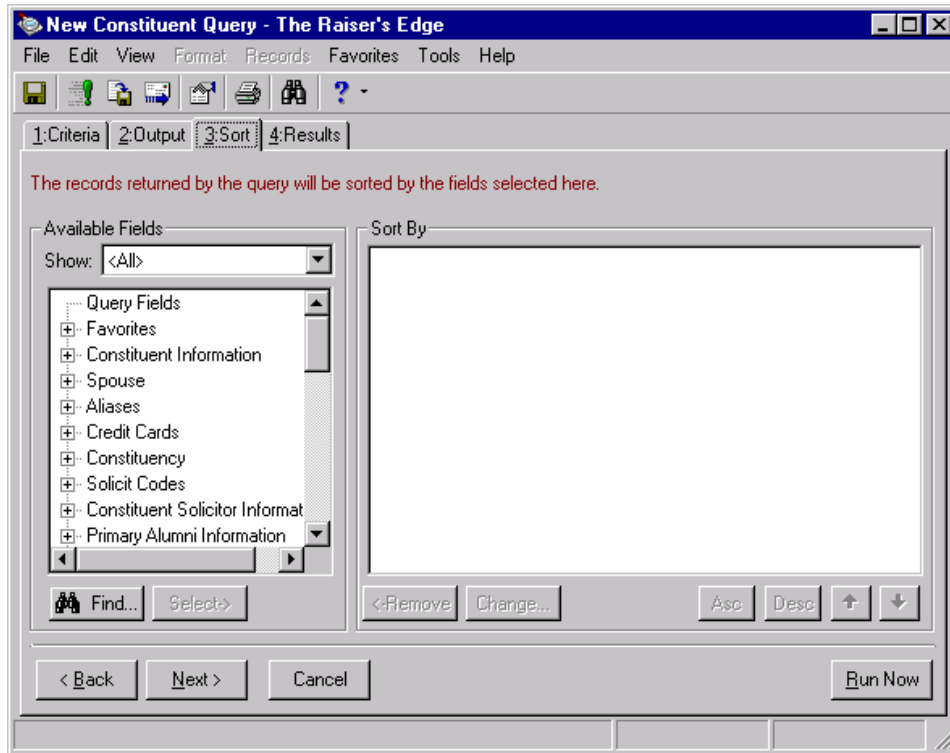 New Constituent Query - The Raiser's Edge
File Edit View Format Records Favorites Tools Help
?
1:Criteria 2:Output 3:Sort 4:Results
The records returned by the query will be sorted by the fields selected here.
Available Fields
Show: <All>
Query Fields
Favorites
Constituent Information
Spouse
Aliases
Credit Cards
Constituency
Solicit Codes
Constituent Solicitor Informat
Primary Alumni Information
Find... Select->
Sort By
<-Remove Change... Asc Desc
< Back Next > Cancel Run Now